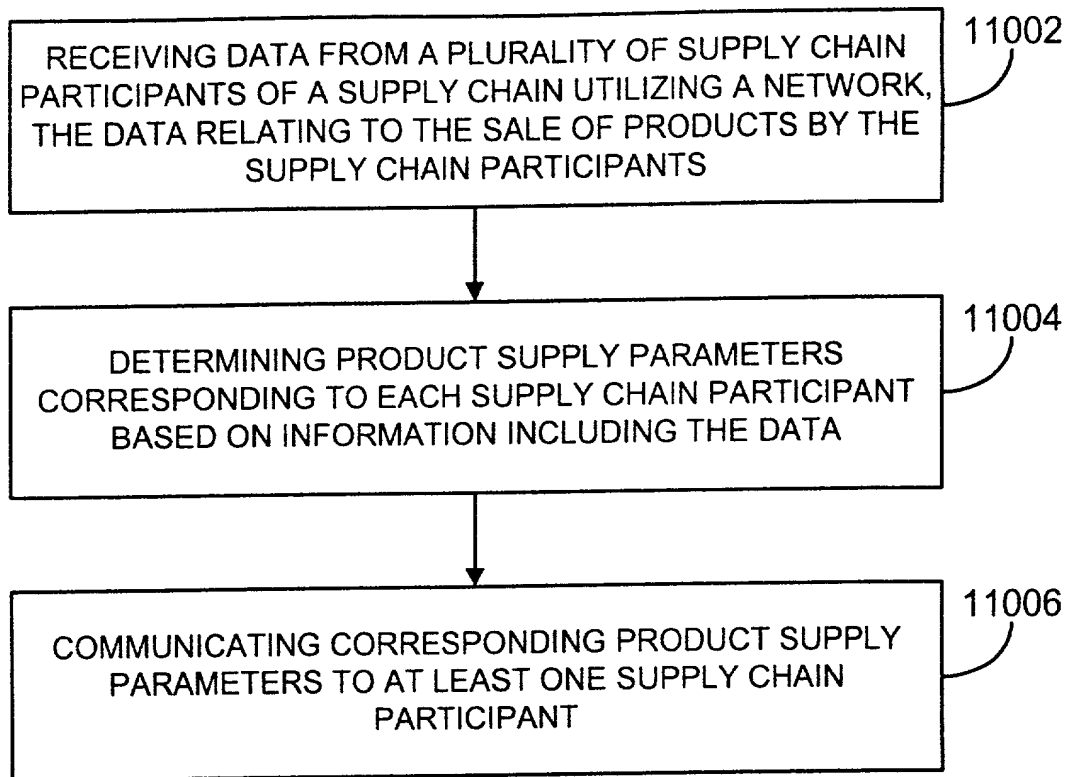 RECEIVING DATA FROM A PLURALITY OF SUPPLY CHAIN
PARTICIPANTS OF A SUPPLY CHAIN UTILIZING A NETWORK,
THE DATA RELATING TO THE SALE OF PRODUCTS BY THE
SUPPLY CHAIN PARTICIPANTS
11002
DETERMINING PRODUCT SUPPLY PARAMETERS
CORRESPONDING TO EACH SUPPLY CHAIN PARTICIPANT
BASED ON INFORMATION INCLUDING THE DATA
11004
COMMUNICATING CORRESPONDING PRODUCT SUPPLY
PARAMETERS TO AT LEAST ONE SUPPLY CHAIN
PARTICIPANT
11006